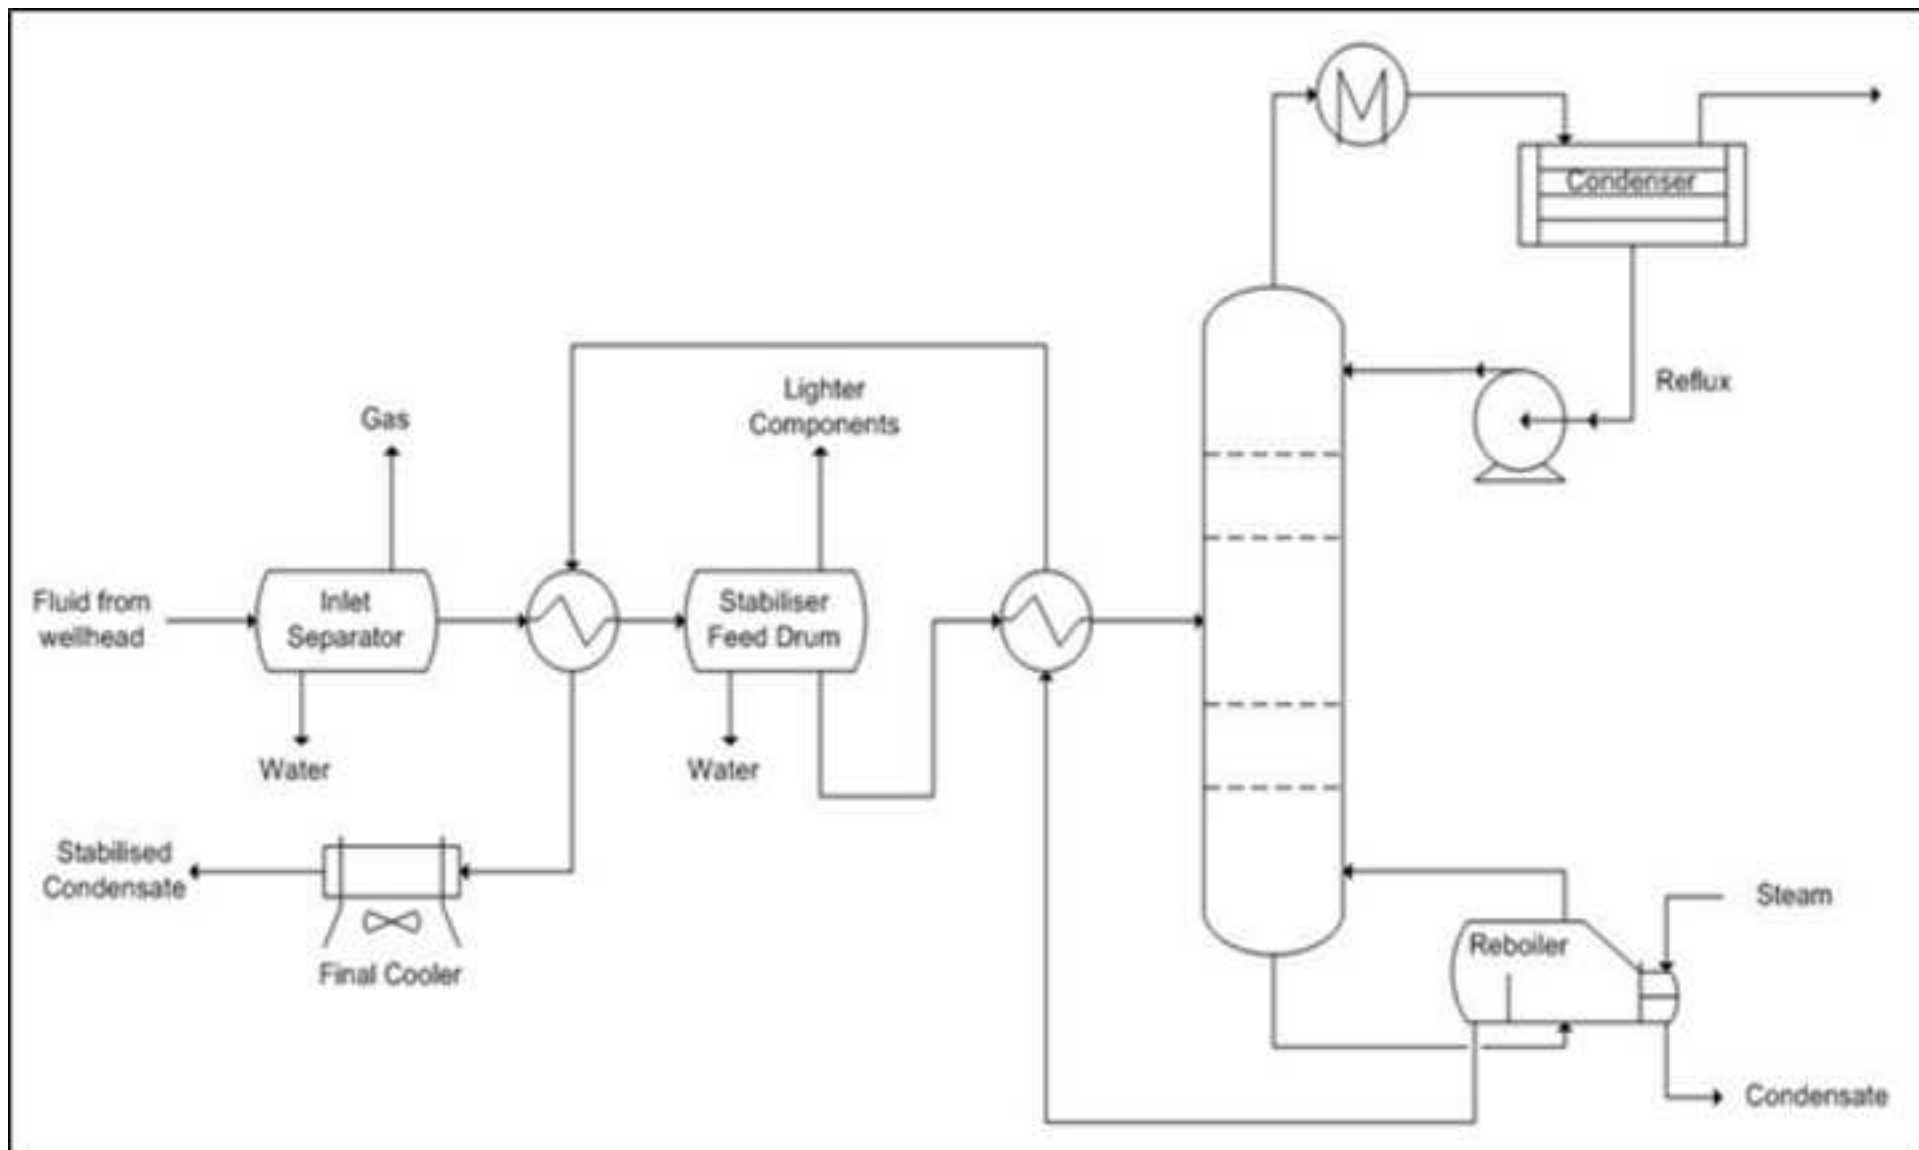 Condenser
Reflux
Lighter
Components
Gas
Fluid from
wellhead
Inlet
Separator
Stabiliser
Feed Drum
Water
Water
Stabilised
Condensate
Final Cooler
Steam
Reboiler
Condensate